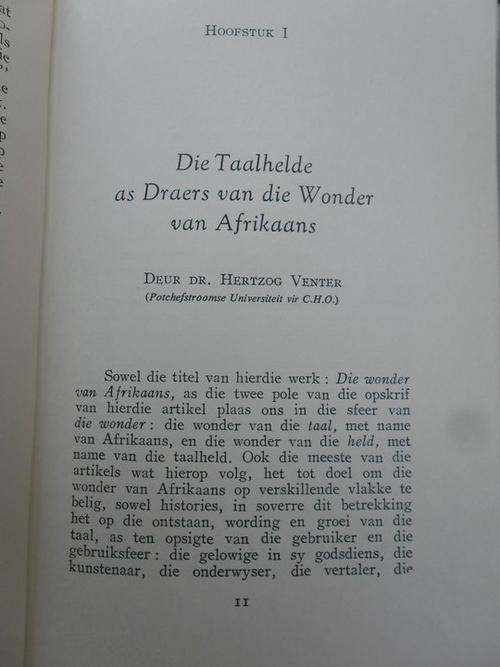 HOOFSTUK I
Die Taalhelde
as Draers van die Wonder
van Afrikaans
DEUR DR. HERTZOG VENTER
(Potchefstroomse Universiteit vir C.H.O.)
Sowel die titel van hierdie werk : Die wonder
van Afrikaans, as die twee pole van die opskrif
van hierdie artikel plaas ons in die sfeer van
die wonder : die wonder van die taal, met name
van Afrikaans, en die wonder van die held, met
name van die taalheld. Ook die meeste van die
artikels wat hierop volg, het tot doel om die
wonder van Afrikaans op verskillende vlakke te
belig, sowel histories, in soverre dit betrekking
het op die ontstaan, wording en groei van die
taal, as ten opsigte van die gebruiker en die
gebruiksfeer : die gelowige in sy godsdiens, die
kunstenaar, die onderwyser, die vertaler, die
11